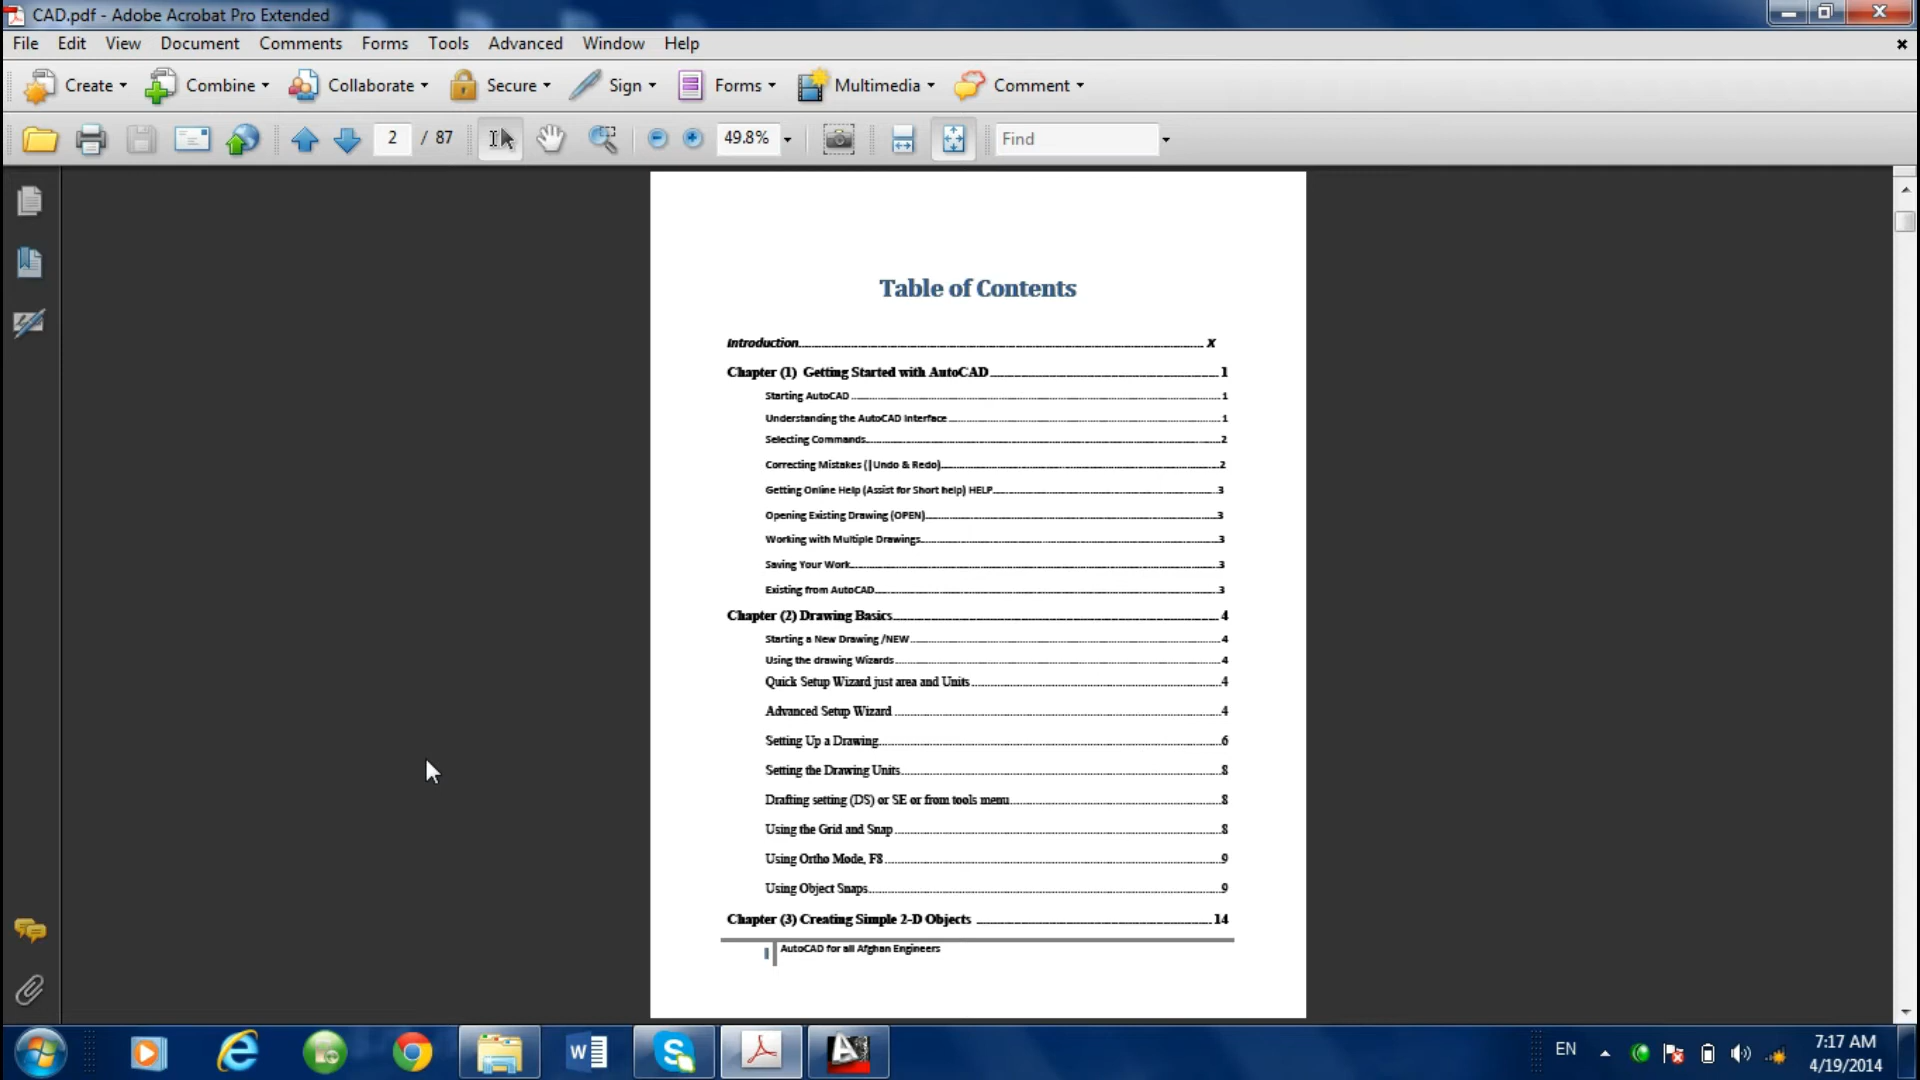 CAD.pdf - Adobe Acrobat Pro Extended
File Edit View Document Comments Forms Tools Advanced Window Help
Create Combine Collaborate Secure Sign Forms Multimedia Comment
2 / 87 49.8% Find
Table of Contents
Introduction X
Chapter (1) Getting Started with AutoCAD 1
Starting AutoCAD 1
Understanding the AutoCAD Interface 1
Selecting Commands 2
Correcting Mistakes (|Undo & Redo) 2
Getting Online Help (Assist for Short help) HELP 3
Opening Existing Drawing (OPEN) 3
Working with Multiple Drawings 3
Saving Your Work 3
Existing from AutoCAD 3
Chapter (2) Drawing Basics 4
Starting a New Drawing /NEW 4
Using the drawing Wizards 4
Quick Setup Wizard just area and Units 4
Advanced Setup Wizard 4
Setting Up a Drawing 6
Setting the Drawing Units 8
Drafting setting (DS) or SE or from tools menu 8
Using the Grid and Snap 8
Using Ortho Mode, F8 9
Using Object Snaps 9
Chapter (3) Creating Simple 2-D Objects 14
I AutoCAD for all Afghan Engineers
EN
7:17 AM
4/19/2014